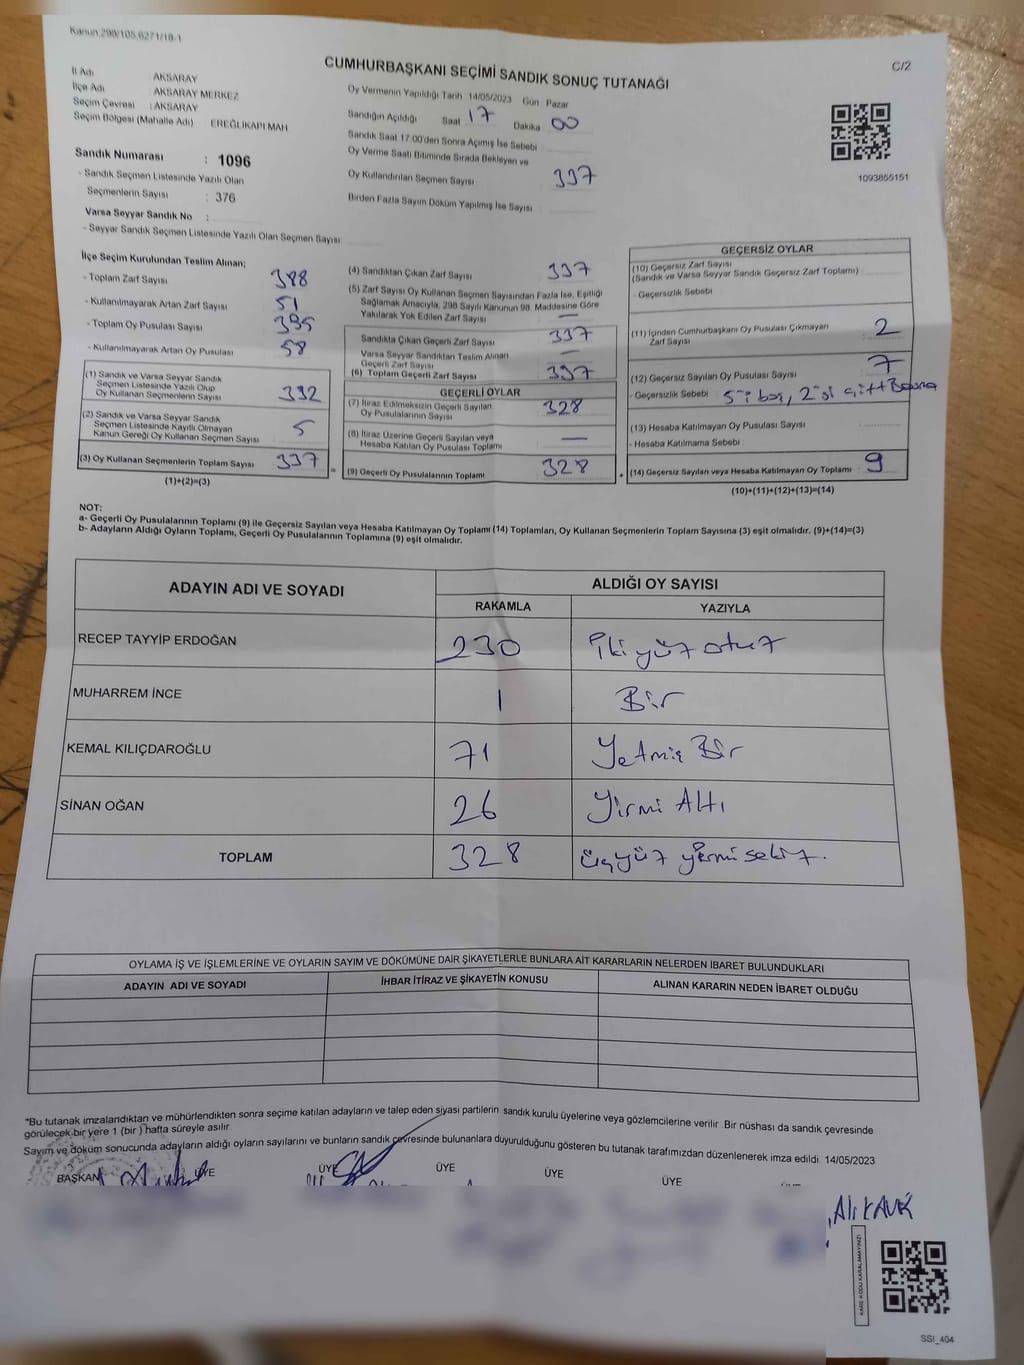 Kanun.298/105,6271/18-1
C/2
CUMHURBAŞKANI SEÇİMİ SANDIK SONUÇ TUTANAĞI
İl Adı : AKSARAY
İlçe Adı : AKSARAY MERKEZ
Seçim Çevresi : AKSARAY
Seçim Bölgesi (Mahalle Adı) : EREĞLİKAPI MAH
Sandık Numarası : 1096
- Sandık Seçmen Listesinde Yazılı Olan
Seçmenlerin Sayısı : 376
Varsa Seyyar Sandık No :
- Seyyar Sandık Seçmen Listesinde Yazılı Olan Seçmen Sayısı:
Oy Vermenin Yapıldığı Tarih 14/05/2023 Gün Pazar
Sandığın Açıldığı Saat 17 Dakika 00
Sandık Saat 17:00'den Sonra Açımış İse Sebebi
Oy Verme Saati Bitiminde Sırada Bekleyen ve
Oy Kullandırılan Seçmen Sayısı 337
Birden Fazla Sayım Döküm Yapılmış İse Sayısı
1093855151
İlçe Seçim Kurulundan Teslim Alınan;
- Toplam Zarf Sayısı 388
- Kullanılmayarak Artan Zarf Sayısı 51
- Toplam Oy Pusulası Sayısı 395
- Kullanılmayarak Artan Oy Pusulası 58
(1) Sandık ve Varsa Seyyar Sandık
Seçmen Listesinde Yazılı Olup
Oy Kullanan Seçmenlerin Sayısı 332
(2) Sandık ve Varsa Seyyar Sandık
Seçmen Listesinde Kayıtlı Olmayan
Kanun Gereği Oy Kullanan Seçmen Sayısı 5
(3) Oy Kullanan Seçmenlerin Toplam Sayısı 337
(1)+(2)=(3)
(4) Sandıktan Çıkan Zarf Sayısı 337
(5) Zarf Sayısı Oy Kullanan Seçmen Sayısından Fazla İse, Eşitliği
Sağlamak Amacıyla, 298 Sayılı Kanunun 98. Maddesine Göre
Yakılarak Yok Edilen Zarf Sayısı —
Sandıkta Çıkan Geçerli Zarf Sayısı 337
Varsa Seyyar Sandıktan Teslim Alınan
Geçerli Zarf Sayısı —
(6) Toplam Geçerli Zarf Sayısı 337
GEÇERLİ OYLAR
(7) İtiraz Edilmeksizin Geçerli Sayılan
Oy Pusulalarının Sayısı 328
(8) İtiraz Üzerine Geçerli Sayılan veya
Hesaba Katılan Oy Pusulası Toplamı —
(9) Geçerli Oy Pusulalarının Toplamı 328
=
+
GEÇERSİZ OYLAR
(10) Geçersiz Zarf Sayısı
(Sandık ve Varsa Seyyar Sandık Geçersiz Zarf Toplamı)
- Geçersizlik Sebebi
(11) İçinden Cumhurbaşkanı Oy Pusulası Çıkmayan
Zarf Sayısı 2
(12) Geçersiz Sayılan Oy Pusulası Sayısı 7
- Geçersizlik Sebebi 5'i boş, 2'si çift Basma
(13) Hesaba Katılmayan Oy Pusulası Sayısı
- Hesaba Katılmama Sebebi
(14) Geçersiz Sayılan veya Hesaba Katılmayan Oy Toplamı : 9
(10)+(11)+(12)+(13)=(14)
NOT:
a- Geçerli Oy Pusulalarının Toplamı (9) ile Geçersiz Sayılan veya Hesaba Katılmayan Oy Toplamı (14) Toplamları, Oy Kullanan Seçmenlerin Toplam Sayısına (3) eşit olmalıdır. (9)+(14)=(3)
b- Adayların Aldığı Oyların Toplamı, Geçerli Oy Pusulalarının Toplamına (9) eşit olmalıdır.
ADAYIN ADI VE SOYADI ALDIĞI OY SAYISI
RAKAMLA YAZIYLA
RECEP TAYYİP ERDOĞAN 230 İki yüz otuz
MUHARREM İNCE 1 Bir
KEMAL KILIÇDAROĞLU 71 Yetmiş Bir
SİNAN OĞAN 26 Yirmi Altı
TOPLAM 328 üçyüz yirmi sekiz.
OYLAMA İŞ VE İŞLEMLERİNE VE OYLARIN SAYIM VE DÖKÜMÜNE DAİR ŞİKAYETLERLE BUNLARA AİT KARARLARIN NELERDEN İBARET BULUNDUKLARI
ADAYIN ADI VE SOYADI İHBAR İTİRAZ VE ŞİKAYETİN KONUSU ALINAN KARARIN NEDEN İBARET OLDUĞU
*Bu tutanak imzalandıktan ve mühürlendikten sonra seçime katılan adayların ve talep eden siyasi partilerin sandık kurulu üyelerine veya gözlemcilerine verilir. Bir nüshası da sandık çevresinde
görülecek bir yere 1 (bir) hafta süreyle asılır.
Sayım ve döküm sonucunda adayların aldığı oyların sayılarını ve bunların sandık çevresinde bulunanlara duyurulduğunu gösteren bu tutanak tarafımızdan düzenlenerek imza edildi. 14/05/2023
BAŞKAN ÜYE ÜYE ÜYE ÜYE ÜYE
Ali KAVİK
KARE KODU KARALAMAYINIZ!
SSI_404